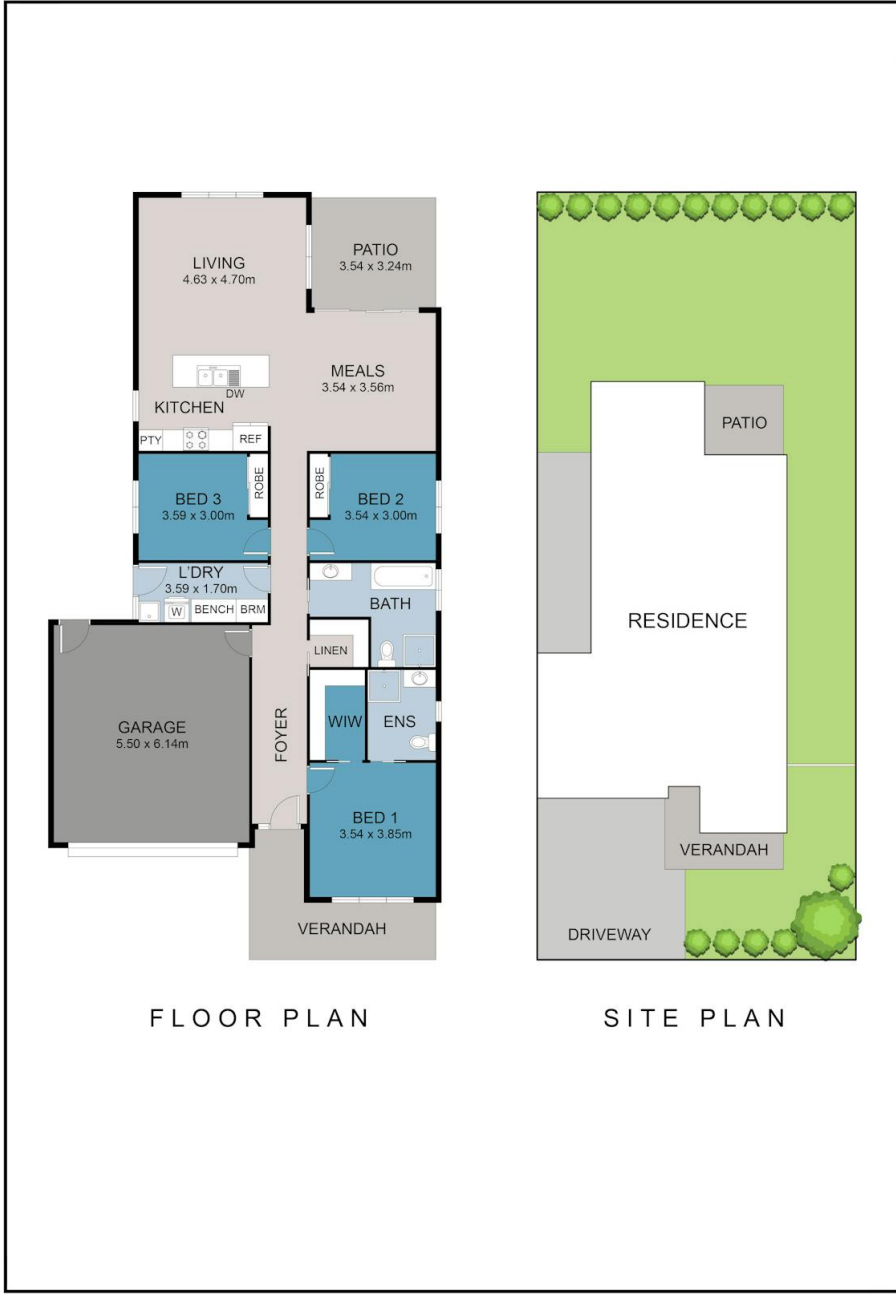 LIVING
4.63 x 4.70m
PATIO
3.54 x 3.24m
MEALS
3.54 x 3.56m
DW
KITCHEN
PTY
REF
BED 3
3.59 x 3.00m
ROBE
ROBE
BED 2
3.54 x 3.00m
L'DRY
3.59 x 1.70m
W
BENCH
BRM
BATH
LINEN
GARAGE
5.50 x 6.14m
FOYER
WIW
ENS
BED 1
3.54 x 3.85m
VERANDAH
FLOOR PLAN
PATIO
RESIDENCE
VERANDAH
DRIVEWAY
SITE PLAN